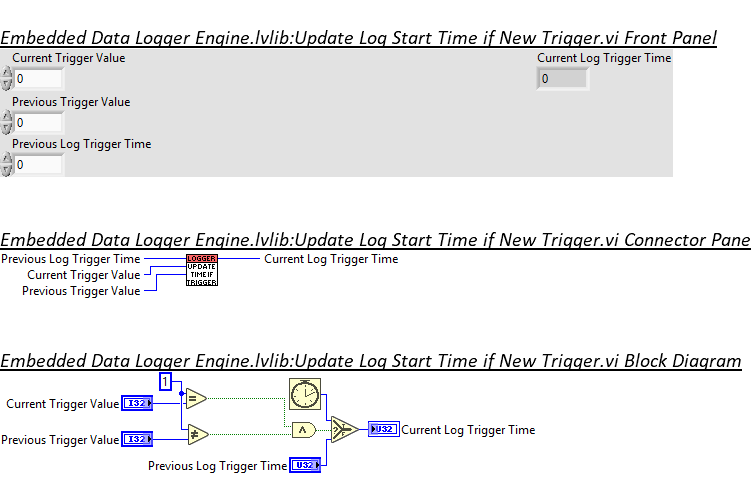 Embedded Data Logger Engine.lvlib:Update Log Start Time if New Trigger.vi Front Panel
Current Trigger Value
Current Log Trigger Time
0
0
Previous Trigger Value
0
Previous Log Trigger Time
0
Embedded Data Logger Engine.lvlib:Update Log Start Time if New Trigger.vi Connector Pane
Previous Log Trigger Time
Current Trigger Value
Previous Trigger Value
LOGGER
UPDATE
TIME IF
TRIGGER
Current Log Trigger Time
Embedded Data Logger Engine.lvlib:Update Log Start Time if New Trigger.vi Block Diagram
1
Current Trigger Value
I32
=
Previous Trigger Value
I32
≠
∧
T
?
F
U32
Current Log Trigger Time
Previous Log Trigger Time
U32